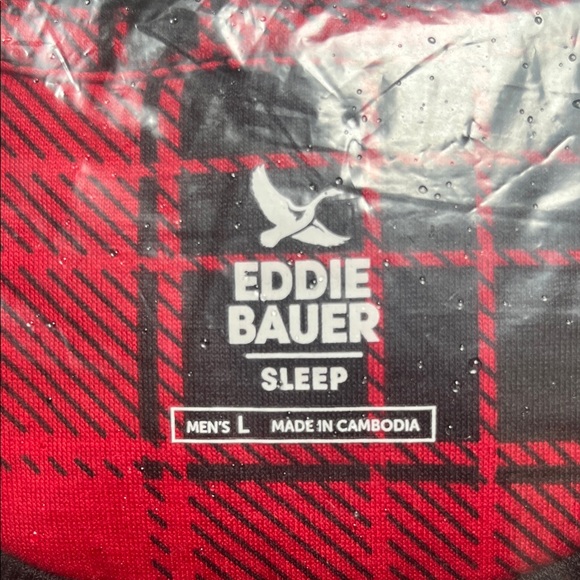 EDDIE
BAUER
SLEEP
MEN'S L MADE IN CAMBODIA